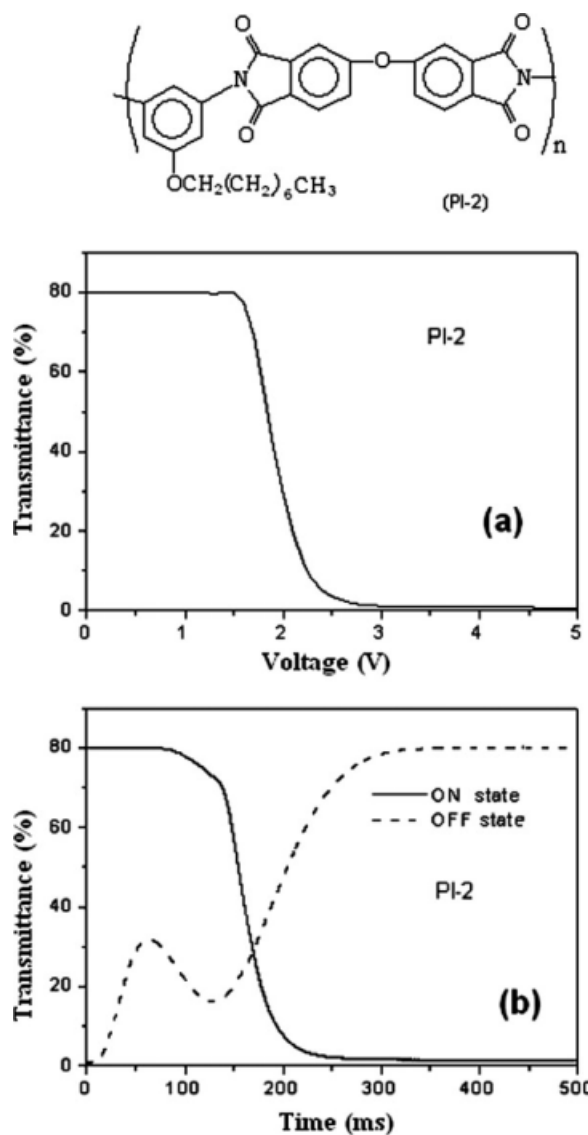 O O
O
N N
O O
n
OCH₂(CH₂)₆CH₃
(PI-2)
80
60
40
20
0
Transmittance (%)
PI-2
(a)
0 1 2 3 4 5
Voltage (V)
80
60
40
20
0
Transmittance (%)
ON state
OFF state
PI-2
(b)
0 100 200 300 400 500
Time (ms)